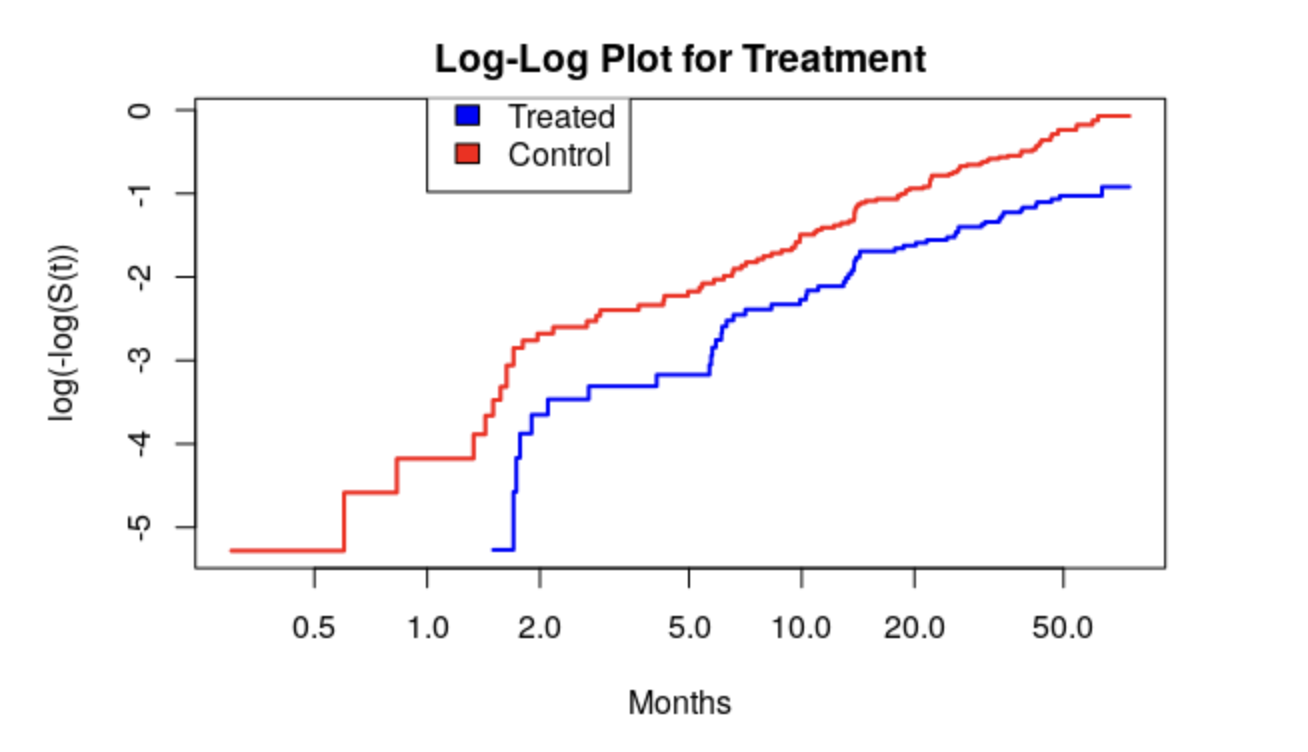 Log-Log Plot for Treatment
Treated
Control
log(-log(S(t))
0
-1
-2
-3
-4
-5
0.5 1.0 2.0 5.0 10.0 20.0 50.0
Months